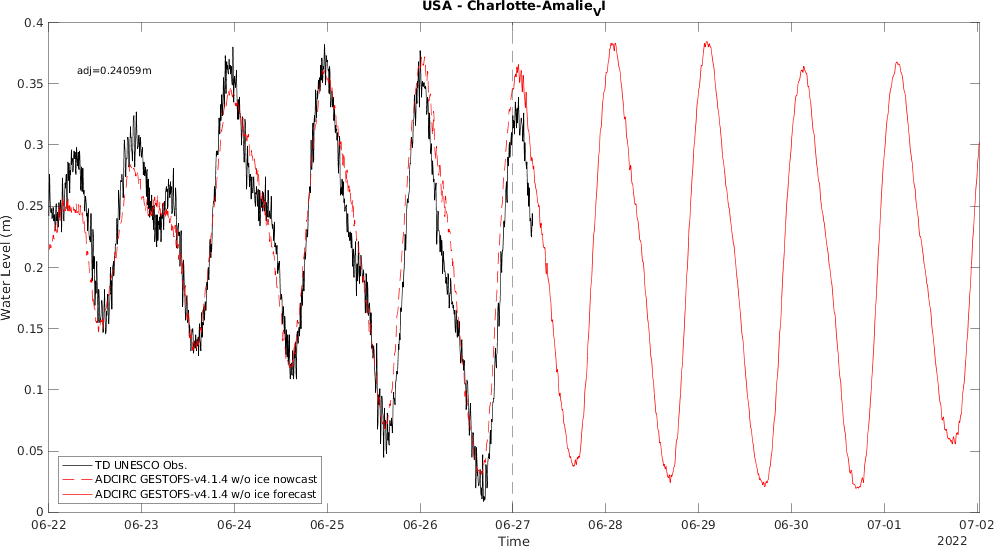 USA - Charlotte-AmalieVI
adj=0.24059m
0.4
0.35
0.3
0.25
0.2
0.15
0.1
0.05
0
Water Level (m)
TD UNESCO Obs.
ADCIRC GESTOFS-v4.1.4 w/o ice nowcast
ADCIRC GESTOFS-v4.1.4 w/o ice forecast
06-22 06-23 06-24 06-25 06-26 06-27 06-28 06-29 06-30 07-01 07-02
Time
2022